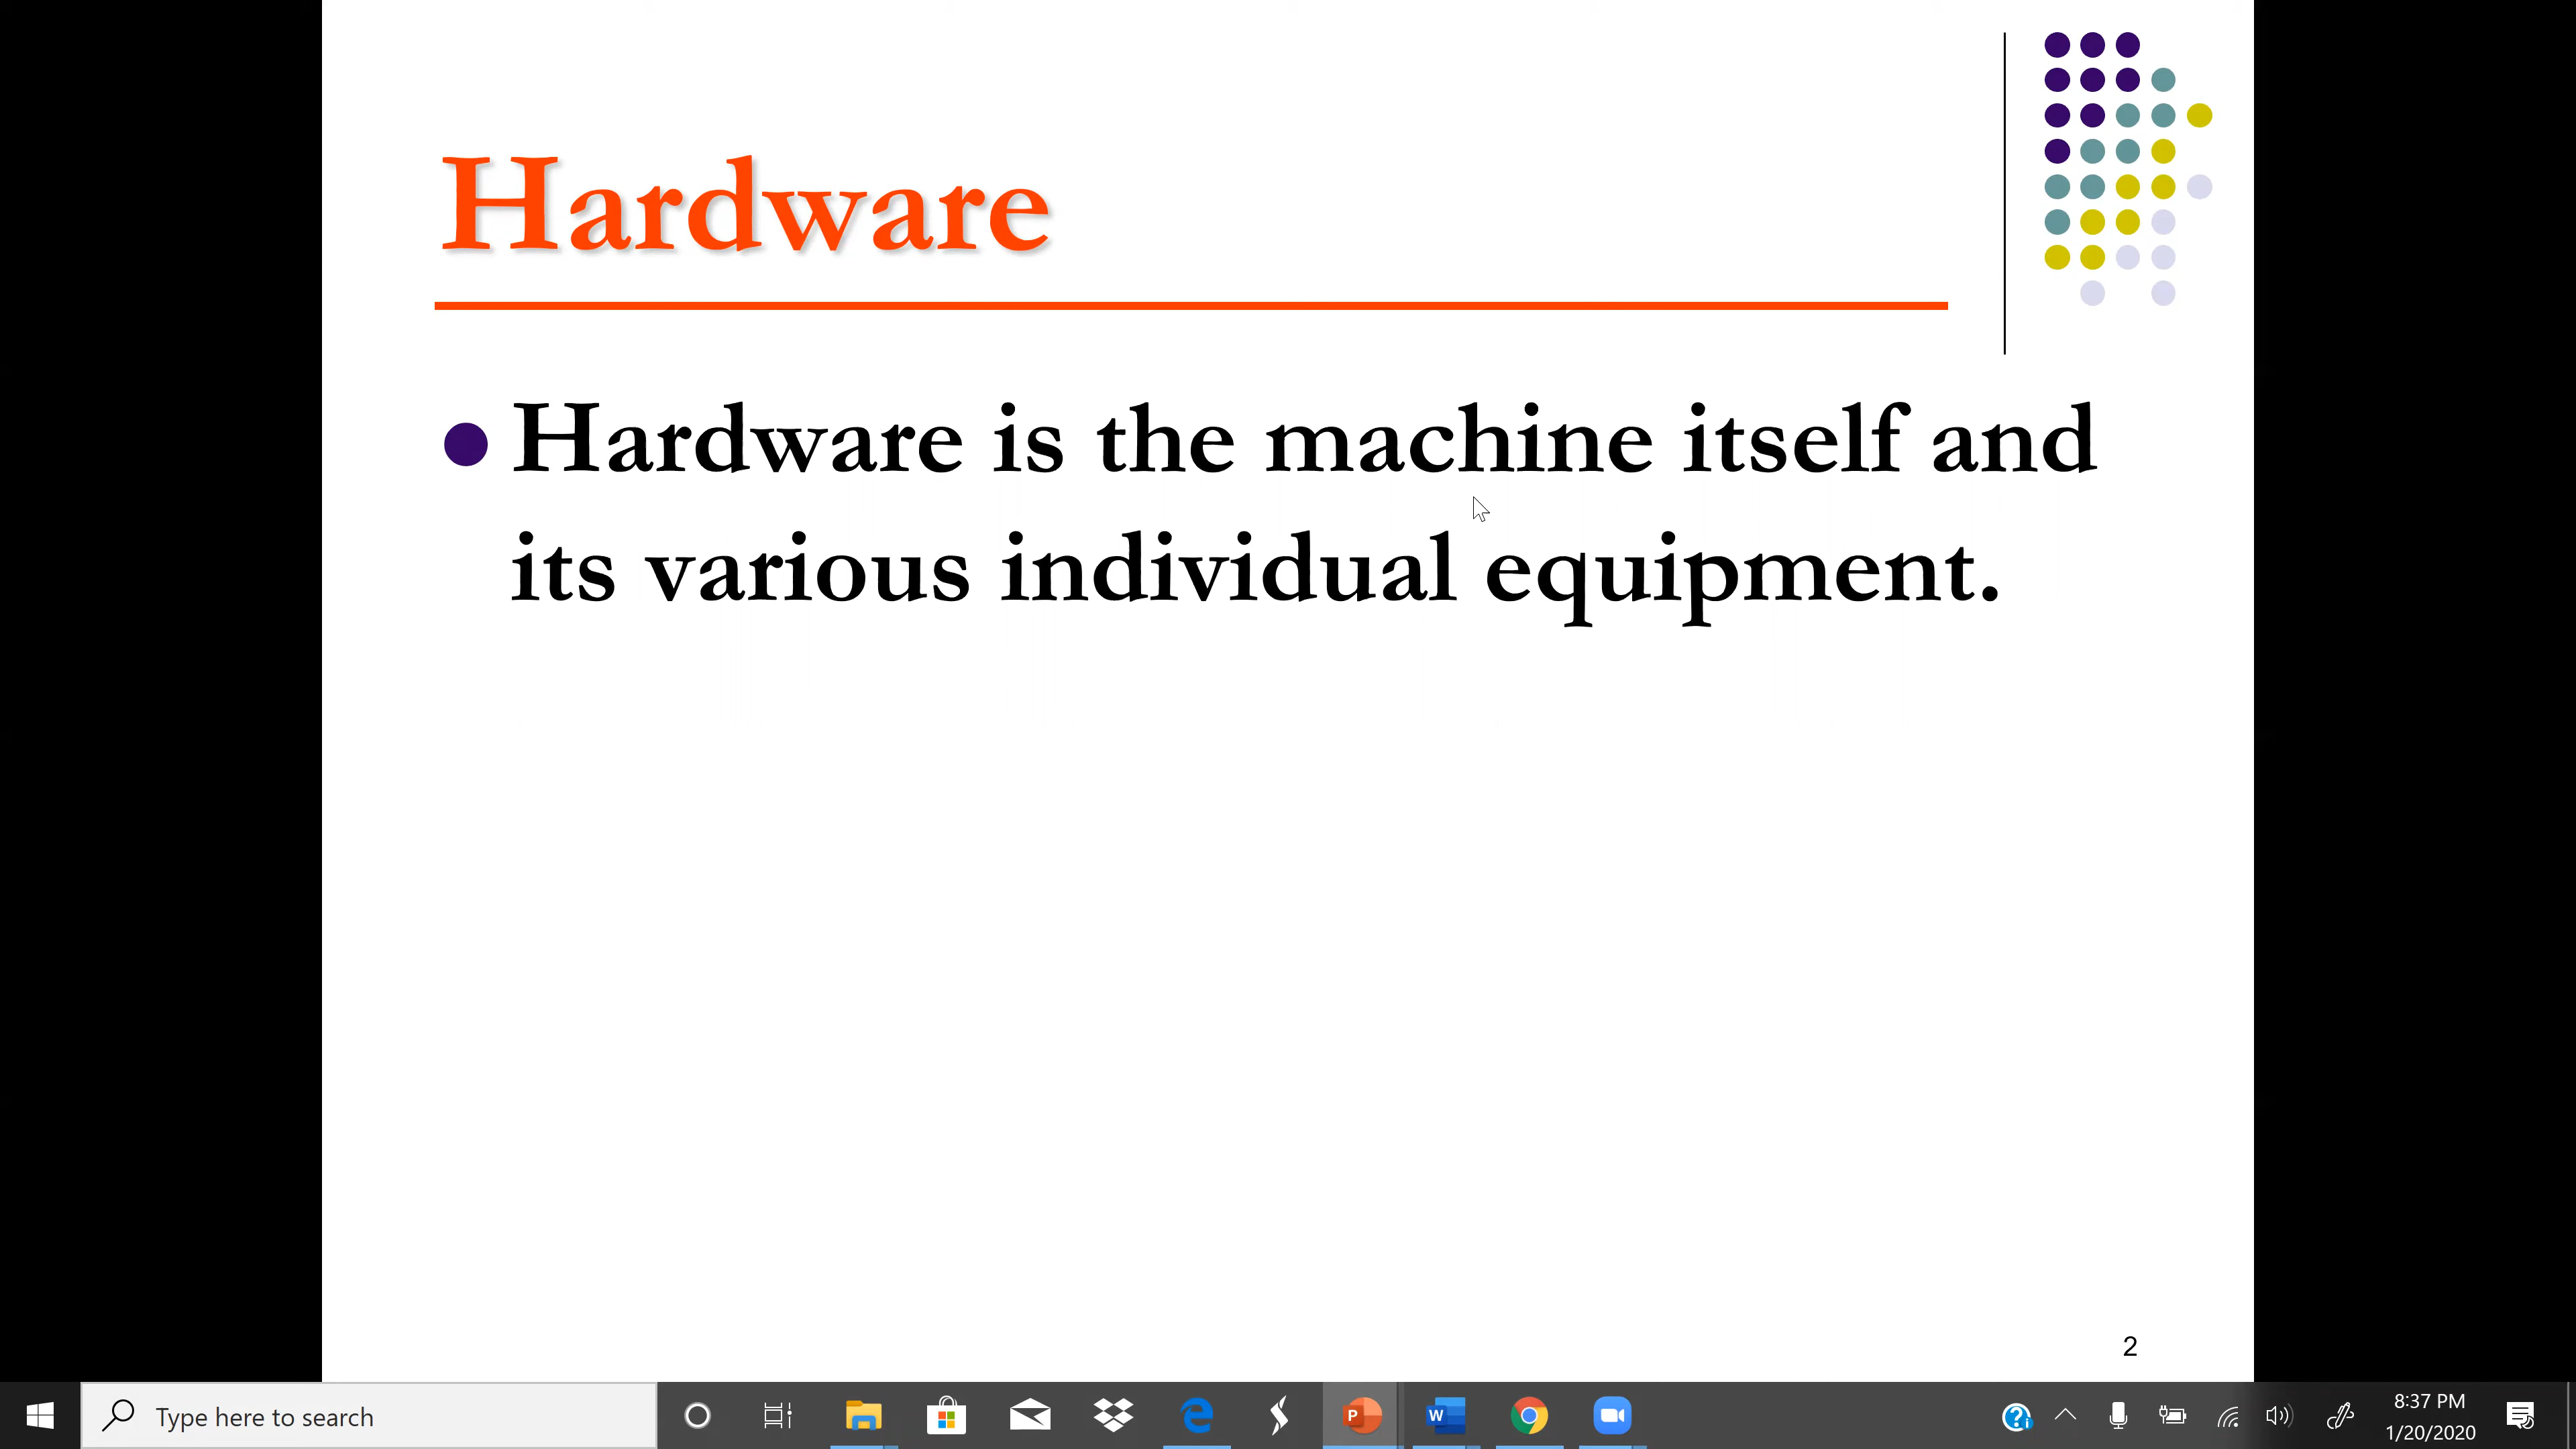 Hardware
Hardware is the machine itself and
its various individual equipment.
2
Type here to search
8:37 PM
1/20/2020